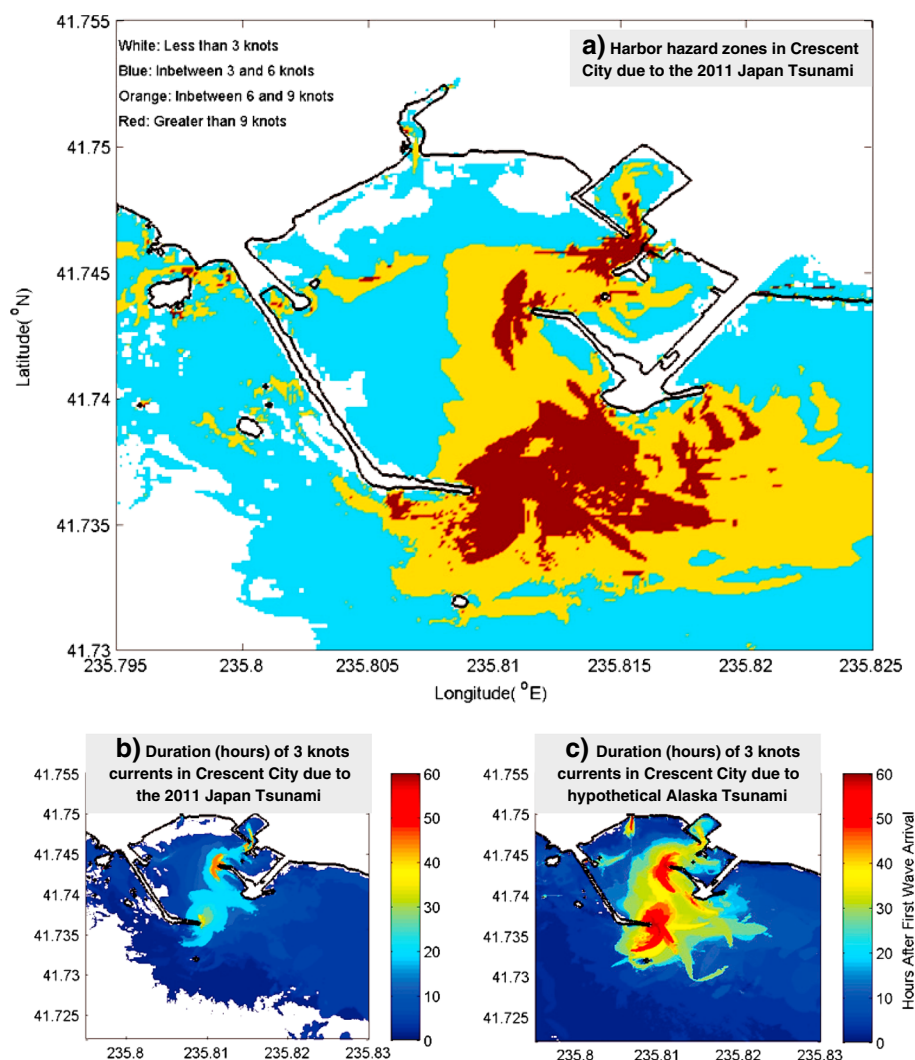 41.755
White: Less than 3 knots
Blue: Inbetween 3 and 6 knots
Orange: Inbetween 6 and 9 knots
Red: Greater than 9 knots
a) Harbor hazard zones in Crescent
City due to the 2011 Japan Tsunami
41.75
41.745
41.74
41.735
41.73
Latitude( °N)
235.795 235.8 235.805 235.81 235.815 235.82 235.825
Longitude( °E)
b) Duration (hours) of 3 knots
currents in Crescent City due to
the 2011 Japan Tsunami
41.755
41.75
41.745
41.74
41.735
41.73
41.725
235.8 235.81 235.82 235.83
60
50
40
30
20
10
0
c) Duration (hours) of 3 knots
currents in Crescent City due to
hypothetical Alaska Tsunami
41.755
41.75
41.745
41.74
41.735
41.73
41.725
235.8 235.81 235.82 235.83
60
50
40
30
20
10
0
Hours After First Wave Arrival